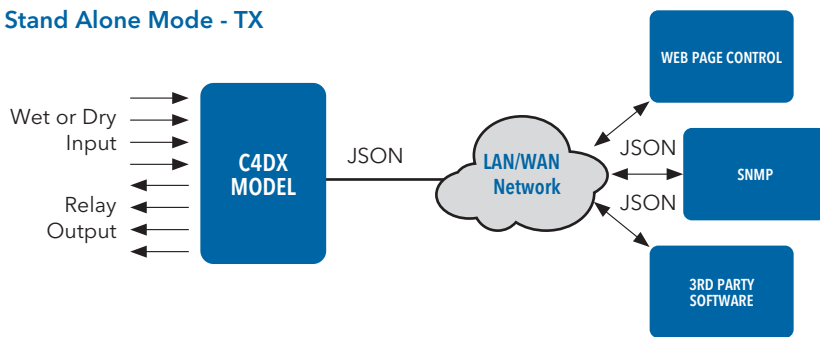 Stand Alone Mode - TX
Wet or Dry
Input
Relay
Output
C4DX
MODEL
JSON
LAN/WAN
Network
WEB PAGE CONTROL
JSON
SNMP
JSON
3RD PARTY
SOFTWARE